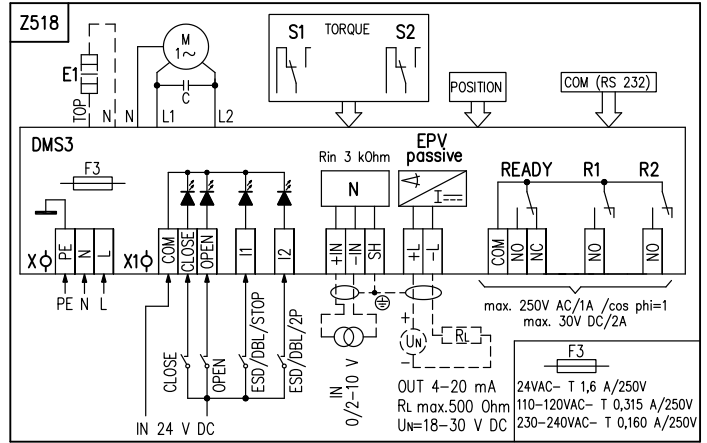 Z518
M
1~
C
E1
TOP
N
N
L1
L2
S1
TORQUE
S2
POSITION
COM (RS 232)
DMS3
F3
Rin 3 kOhm
N
EPV
passive
I
READY
R1
R2
X
PE
N
L
X1
COM
CLOSE
OPEN
I1
I2
+IN
-IN
SH
+L
-L
COM
NO
NC
NO
NO
PE N L
CLOSE
OPEN
ESD/DBL/STOP
ESD/DBL/2P
IN 24 V DC
IN
0/2-10 V
+
UN
-
RL
OUT 4-20 mA
RL max.500 Ohm
UN=18-30 V DC
max. 250V AC/1A /cos phi=1
max. 30V DC/2A
F3
24VAC- T 1,6 A/250V
110-120VAC- T 0,315 A/250V
230-240VAC- T 0,160 A/250V